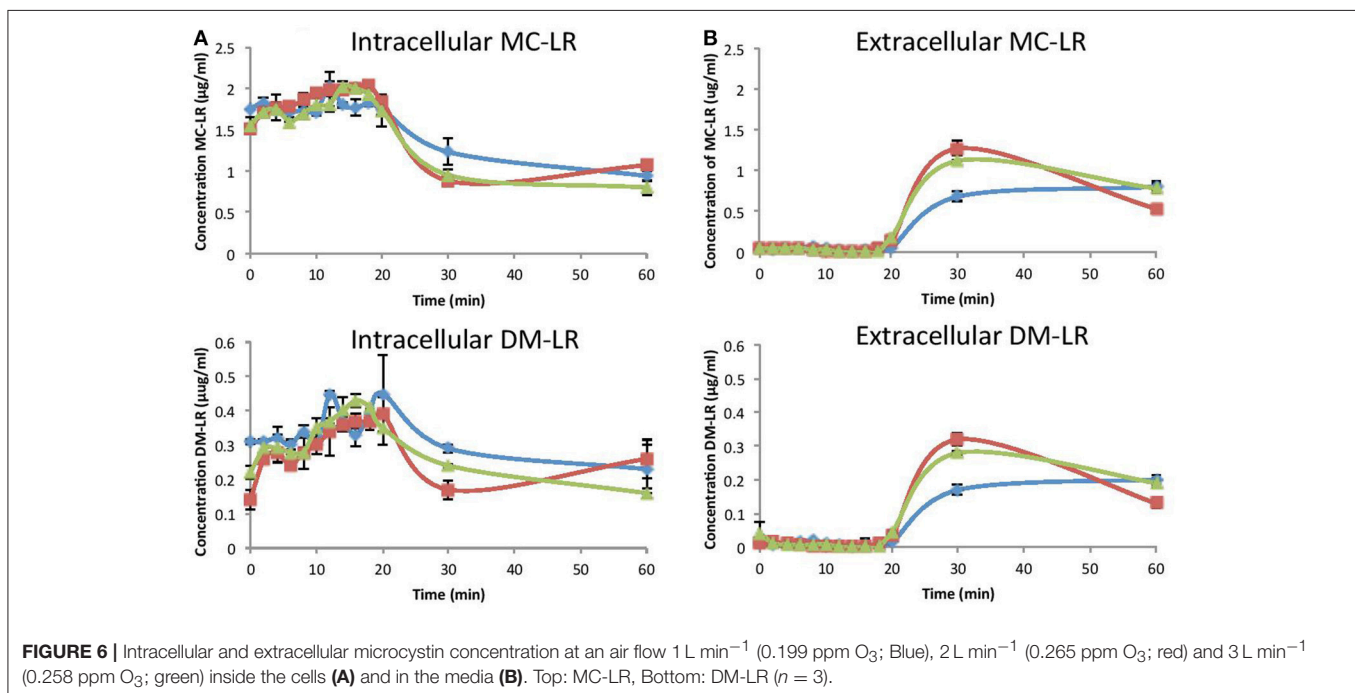 A
Intracellular MC-LR
Concentration MC-LR (µg/ml)
2.5
2
1.5
1
0.5
0
0 10 20 30 40 50 60
Time (min)
B
Extracellular MC-LR
Concentration of MC-LR (ug/ml)
2.5
2
1.5
1
0.5
0
0 10 20 30 40 50 60
Time (min)
Intracellular DM-LR
Concentration DM-LR (µug/ml)
0.6
0.5
0.4
0.3
0.2
0.1
0
0 10 20 30 40 50 60
Time (min)
Extracellular DM-LR
Concentration DM-LR (µg/ml)
0.6
0.5
0.4
0.3
0.2
0.1
0
0 10 20 30 40 50 60
Time (min)
FIGURE 6 | Intracellular and extracellular microcystin concentration at an air flow 1 L min⁻¹ (0.199 ppm O₃; Blue), 2 L min⁻¹ (0.265 ppm O₃; red) and 3 L min⁻¹
(0.258 ppm O₃; green) inside the cells (A) and in the media (B). Top: MC-LR, Bottom: DM-LR (n = 3).